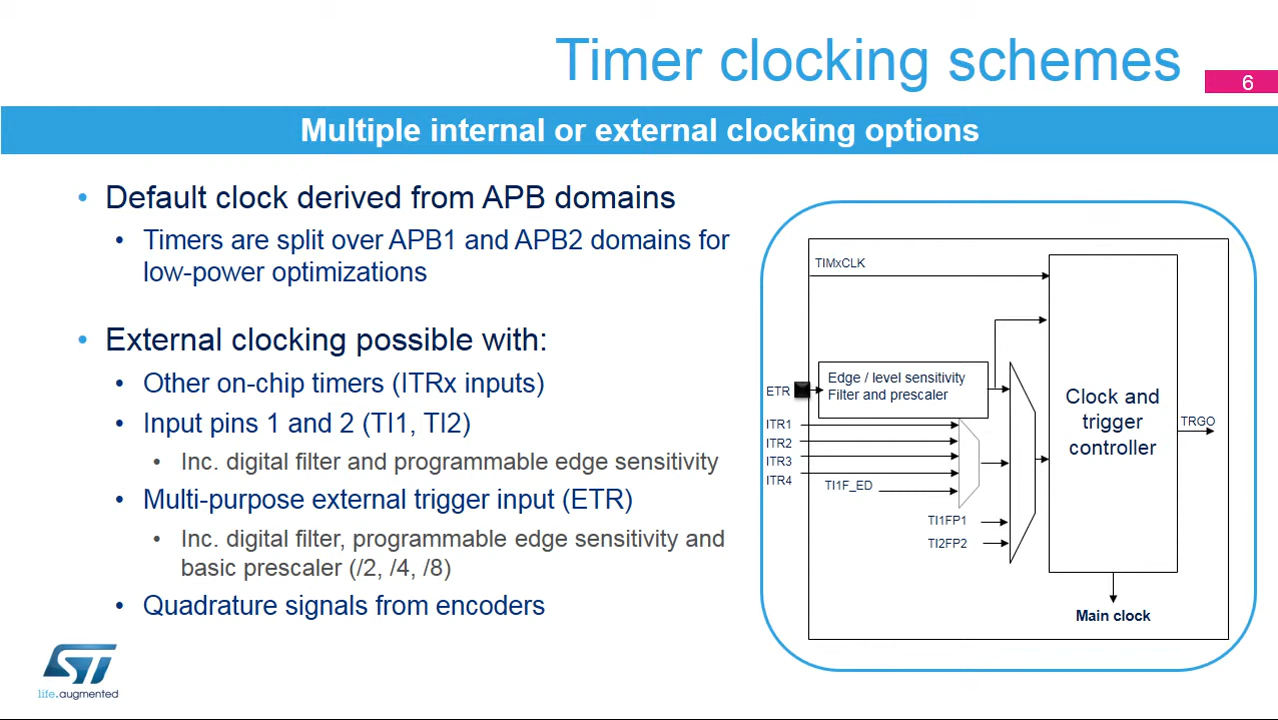 Timer clocking schemes
6
Multiple internal or external clocking options
• Default clock derived from APB domains
• Timers are split over APB1 and APB2 domains for
low-power optimizations
• External clocking possible with:
• Other on-chip timers (ITRx inputs)
• Input pins 1 and 2 (TI1, TI2)
• Inc. digital filter and programmable edge sensitivity
• Multi-purpose external trigger input (ETR)
• Inc. digital filter, programmable edge sensitivity and
basic prescaler (/2, /4, /8)
• Quadrature signals from encoders
TIMxCLK
ETR
Edge / level sensitivity
Filter and prescaler
ITR1
ITR2
ITR3
ITR4
TI1F_ED
TI1FP1
TI2FP2
Clock and
trigger
controller
TRGO
Main clock
ST
life.augmented